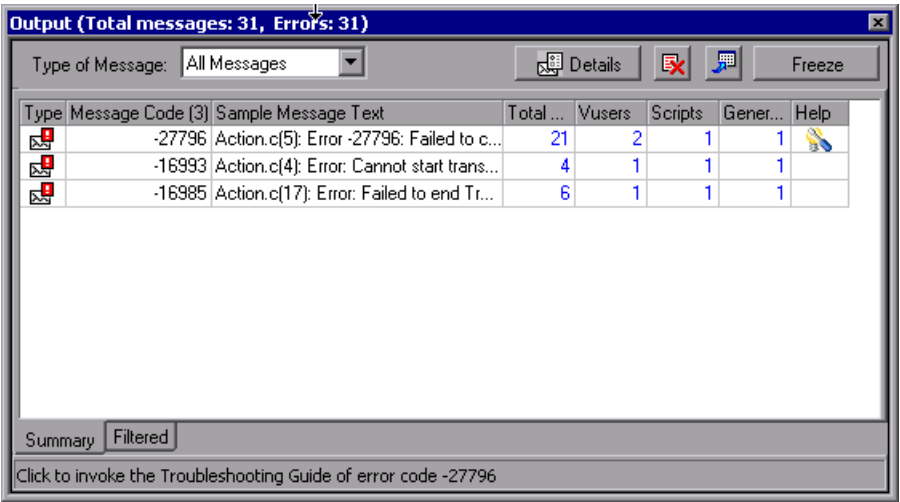 Output (Total messages: 31, Errors: 31)
Type of Message: All Messages Details Freeze
Type Message Code (3) Sample Message Text Total ... Vusers Scripts Gener... Help
-27796 Action.c(5): Error -27796: Failed to c... 21 2 1 1
-16993 Action.c(4): Error: Cannot start trans... 4 1 1 1
-16985 Action.c(17): Error: Failed to end Tr... 6 1 1 1
Summary Filtered
Click to invoke the Troubleshooting Guide of error code -27796